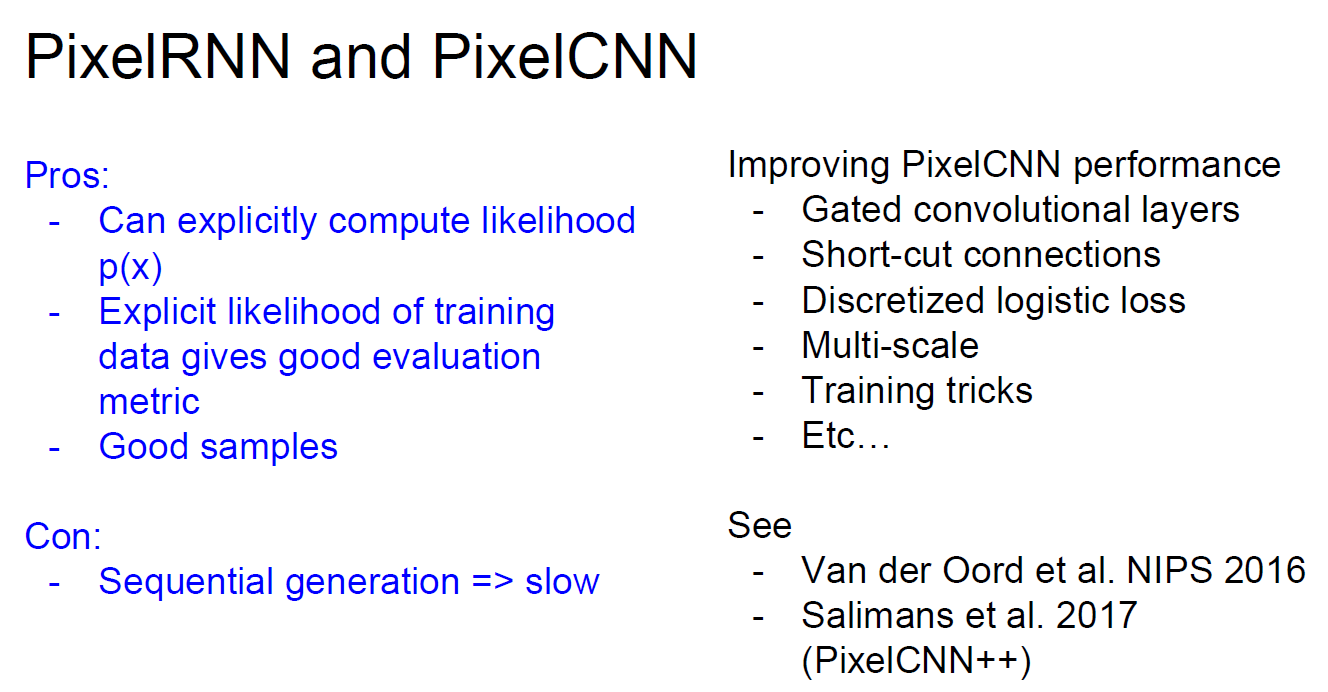 PixelRNN and PixelCNN
Pros:
- Can explicitly compute likelihood
p(x)
- Explicit likelihood of training
data gives good evaluation
metric
- Good samples
Con:
- Sequential generation => slow
Improving PixelCNN performance
- Gated convolutional layers
- Short-cut connections
- Discretized logistic loss
- Multi-scale
- Training tricks
- Etc…
See
- Van der Oord et al. NIPS 2016
- Salimans et al. 2017
(PixelCNN++)